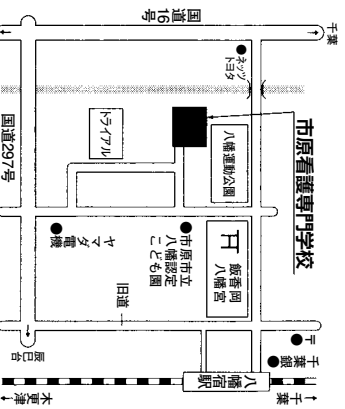 市原看護専門学校
千葉
国道16号
ネッツ
トヨタ
八幡運動公園
トライアル
国道297号
飯香岡
八幡宮
市原市立
八幡認定
こども園
ヤマダ電機
旧道
辰巳台
〒
千葉銀
八幡宿駅
千葉
木更津